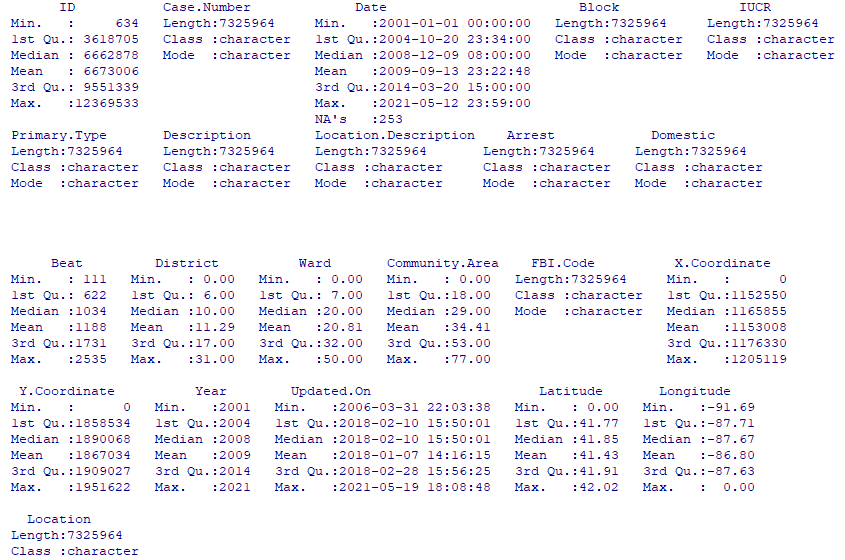 ID Case.Number Date Block IUCR
Min. : 634 Length:7325964 Min. :2001-01-01 00:00:00 Length:7325964 Length:7325964
1st Qu.: 3618705 Class :character 1st Qu.:2004-10-20 23:34:00 Class :character Class :character
Median : 6662878 Mode :character Median :2008-12-09 08:00:00 Mode :character Mode :character
Mean : 6673006 Mean :2009-09-13 23:22:48
3rd Qu.: 9551339 3rd Qu.:2014-03-20 15:00:00
Max. :12369533 Max. :2021-05-12 23:59:00
NA's :253
Primary.Type Description Location.Description Arrest Domestic
Length:7325964 Length:7325964 Length:7325964 Length:7325964 Length:7325964
Class :character Class :character Class :character Class :character Class :character
Mode :character Mode :character Mode :character Mode :character Mode :character
Beat District Ward Community.Area FBI.Code X.Coordinate
Min. : 111 Min. : 0.00 Min. : 0.00 Min. : 0.00 Length:7325964 Min. : 0
1st Qu.: 622 1st Qu.: 6.00 1st Qu.: 7.00 1st Qu.:18.00 Class :character 1st Qu.:1152550
Median :1034 Median :10.00 Median :20.00 Median :29.00 Mode :character Median :1165855
Mean :1188 Mean :11.29 Mean :20.81 Mean :34.41 Mean :1153008
3rd Qu.:1731 3rd Qu.:17.00 3rd Qu.:32.00 3rd Qu.:53.00 3rd Qu.:1176330
Max. :2535 Max. :31.00 Max. :50.00 Max. :77.00 Max. :1205119
Y.Coordinate Year Updated.On Latitude Longitude
Min. : 0 Min. :2001 Min. :2006-03-31 22:03:38 Min. : 0.00 Min. :-91.69
1st Qu.:1858534 1st Qu.:2004 1st Qu.:2018-02-10 15:50:01 1st Qu.:41.77 1st Qu.:-87.71
Median :1890068 Median :2008 Median :2018-02-10 15:50:01 Median :41.85 Median :-87.67
Mean :1867034 Mean :2009 Mean :2018-01-07 14:16:15 Mean :41.43 Mean :-86.80
3rd Qu.:1909027 3rd Qu.:2014 3rd Qu.:2018-02-28 15:56:25 3rd Qu.:41.91 3rd Qu.:-87.63
Max. :1951622 Max. :2021 Max. :2021-05-19 18:08:48 Max. :42.02 Max. : 0.00
Location
Length:7325964
Class :character